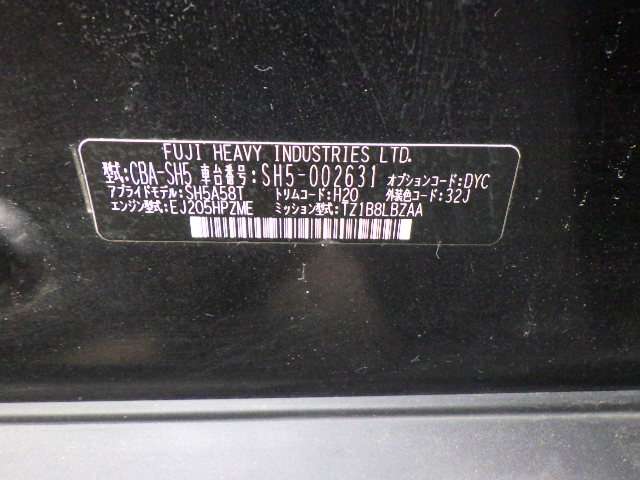 FUJI HEAVY INDUSTRIES LTD.
型式:CBA-SH5 車台番号:SH5-002631 オプションコード:DYC
アプライドモデル:SH5A58T トリムコード:H20 外装色コード:32J
エンジン型式:EJ205HPZME ミッション型式:TZ1B8LBZAA